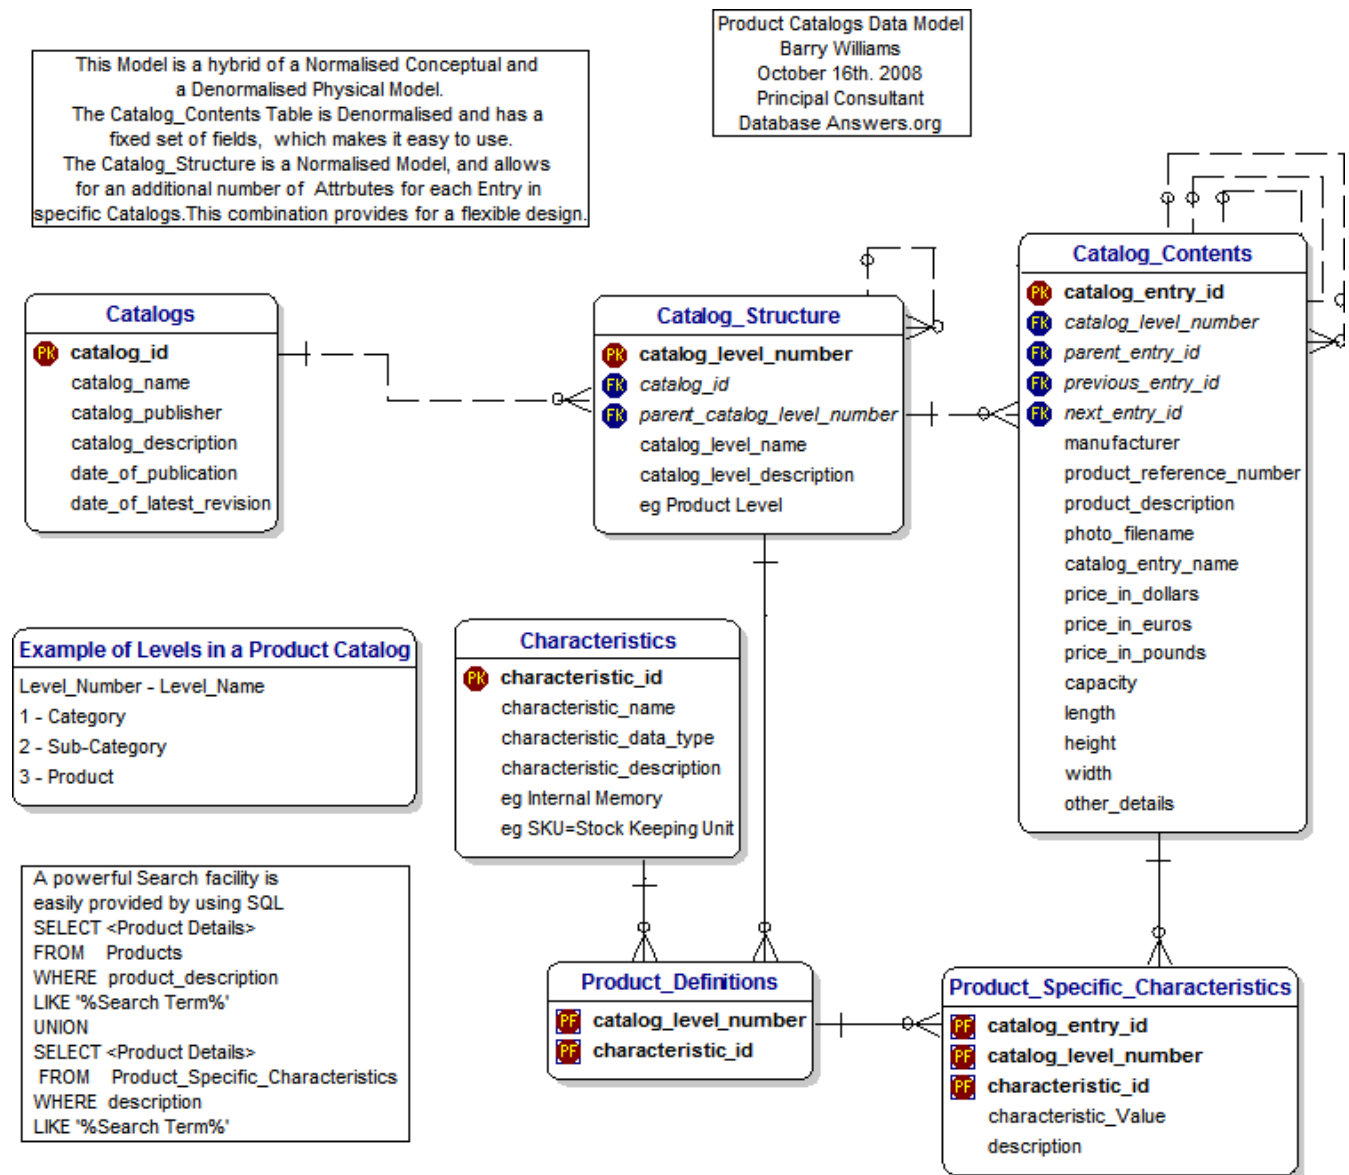 Product Catalogs Data Model
Barry Williams
October 16th. 2008
Principal Consultant
Database Answers.org
This Model is a hybrid of a Normalised Conceptual and
a Denormalised Physical Model.
The Catalog_Contents Table is Denormalised and has a
fixed set of fields, which makes it easy to use.
The Catalog_Structure is a Normalised Model, and allows
for an additional number of Attrbutes for each Entry in
specific Catalogs.This combination provides for a flexible design.
Catalogs
PK catalog_id
catalog_name
catalog_publisher
catalog_description
date_of_publication
date_of_latest_revision
Catalog_Structure
PK catalog_level_number
FK catalog_id
FK parent_catalog_level_number
catalog_level_name
catalog_level_description
eg Product Level
Catalog_Contents
PK catalog_entry_id
FK catalog_level_number
FK parent_entry_id
FK previous_entry_id
FK next_entry_id
manufacturer
product_reference_number
product_description
photo_filename
catalog_entry_name
price_in_dollars
price_in_euros
price_in_pounds
capacity
length
height
width
other_details
Example of Levels in a Product Catalog
Level_Number - Level_Name
1 - Category
2 - Sub-Category
3 - Product
Characteristics
PK characteristic_id
characteristic_name
characteristic_data_type
characteristic_description
eg Internal Memory
eg SKU=Stock Keeping Unit
A powerful Search facility is
easily provided by using SQL
SELECT <Product Details>
FROM Products
WHERE product_description
LIKE '%Search Term%'
UNION
SELECT <Product Details>
FROM Product_Specific_Characteristics
WHERE description
LIKE '%Search Term%'
Product_Definitions
PF catalog_level_number
PF characteristic_id
Product_Specific_Characteristics
PF catalog_entry_id
PF catalog_level_number
PF characteristic_id
characteristic_Value
description